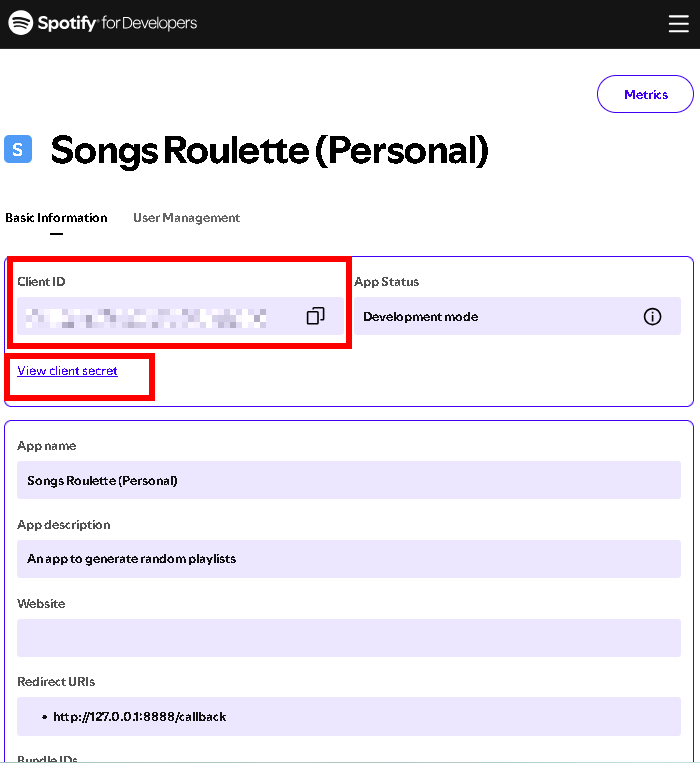 Spotify for Developers
Metrics
S
Songs Roulette (Personal)
Basic Information
User Management
Client ID
App Status
Development mode
View client secret
App name
Songs Roulette (Personal)
App description
An app to generate random playlists
Website
Redirect URIs
• http://127.0.0.1:8888/callback
Bundle IDs